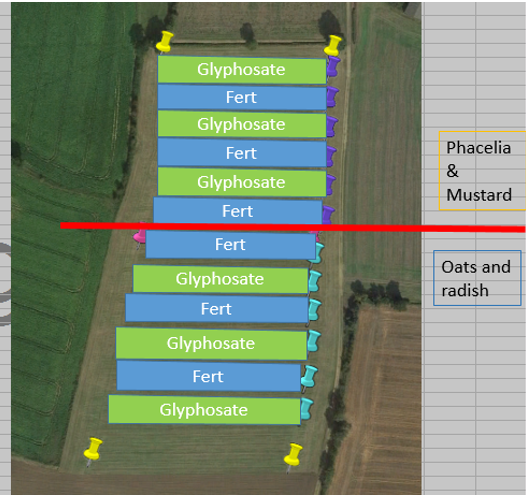 Glyphosate
Fert
Glyphosate
Fert
Glyphosate
Fert
Fert
Glyphosate
Fert
Glyphosate
Fert
Glyphosate
Phacelia
&
Mustard
Oats and
radish